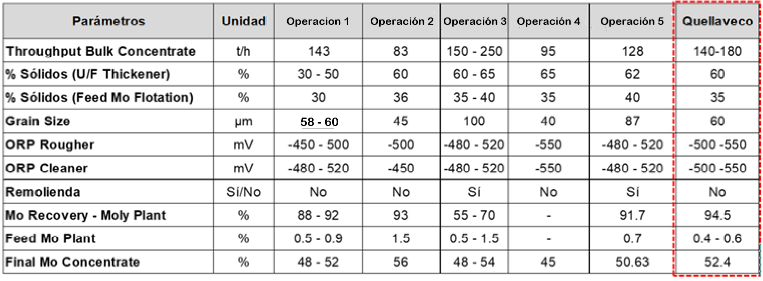 Parámetros Unidad Operacion 1 Operación 2 Operación 3 Operación 4 Operación 5 Quellaveco
Throughput Bulk Concentrate t/h 143 83 150 - 250 95 128 140-180
% Sólidos (U/F Thickener) % 30 - 50 60 60 - 65 65 62 60
% Sólidos (Feed Mo Flotation) % 30 36 35 - 40 35 40 35
Grain Size µm 58 - 60 45 100 40 87 60
ORP Rougher mV -450 - 500 -500 -480 - 520 -550 -480 - 520 -500 -550
ORP Cleaner mV -480 - 520 -450 -480 - 520 -550 -480 - 520 -500 -550
Remolienda Sí/No No No Sí No Sí No
Mo Recovery - Moly Plant % 88 - 92 93 55 - 70 - 91.7 94.5
Feed Mo Plant % 0.5 - 0.9 1.5 0.5 - 1.5 - 0.7 0.4 - 0.6
Final Mo Concentrate % 48 - 52 56 48 - 54 45 50.63 52.4